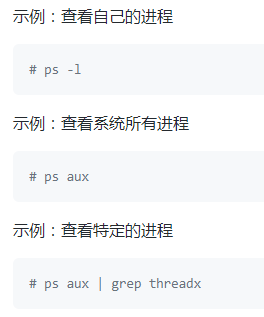 示例：查看自己的进程
# ps -l
示例：查看系统所有进程
# ps aux
示例：查看特定的进程
# ps aux | grep threadx